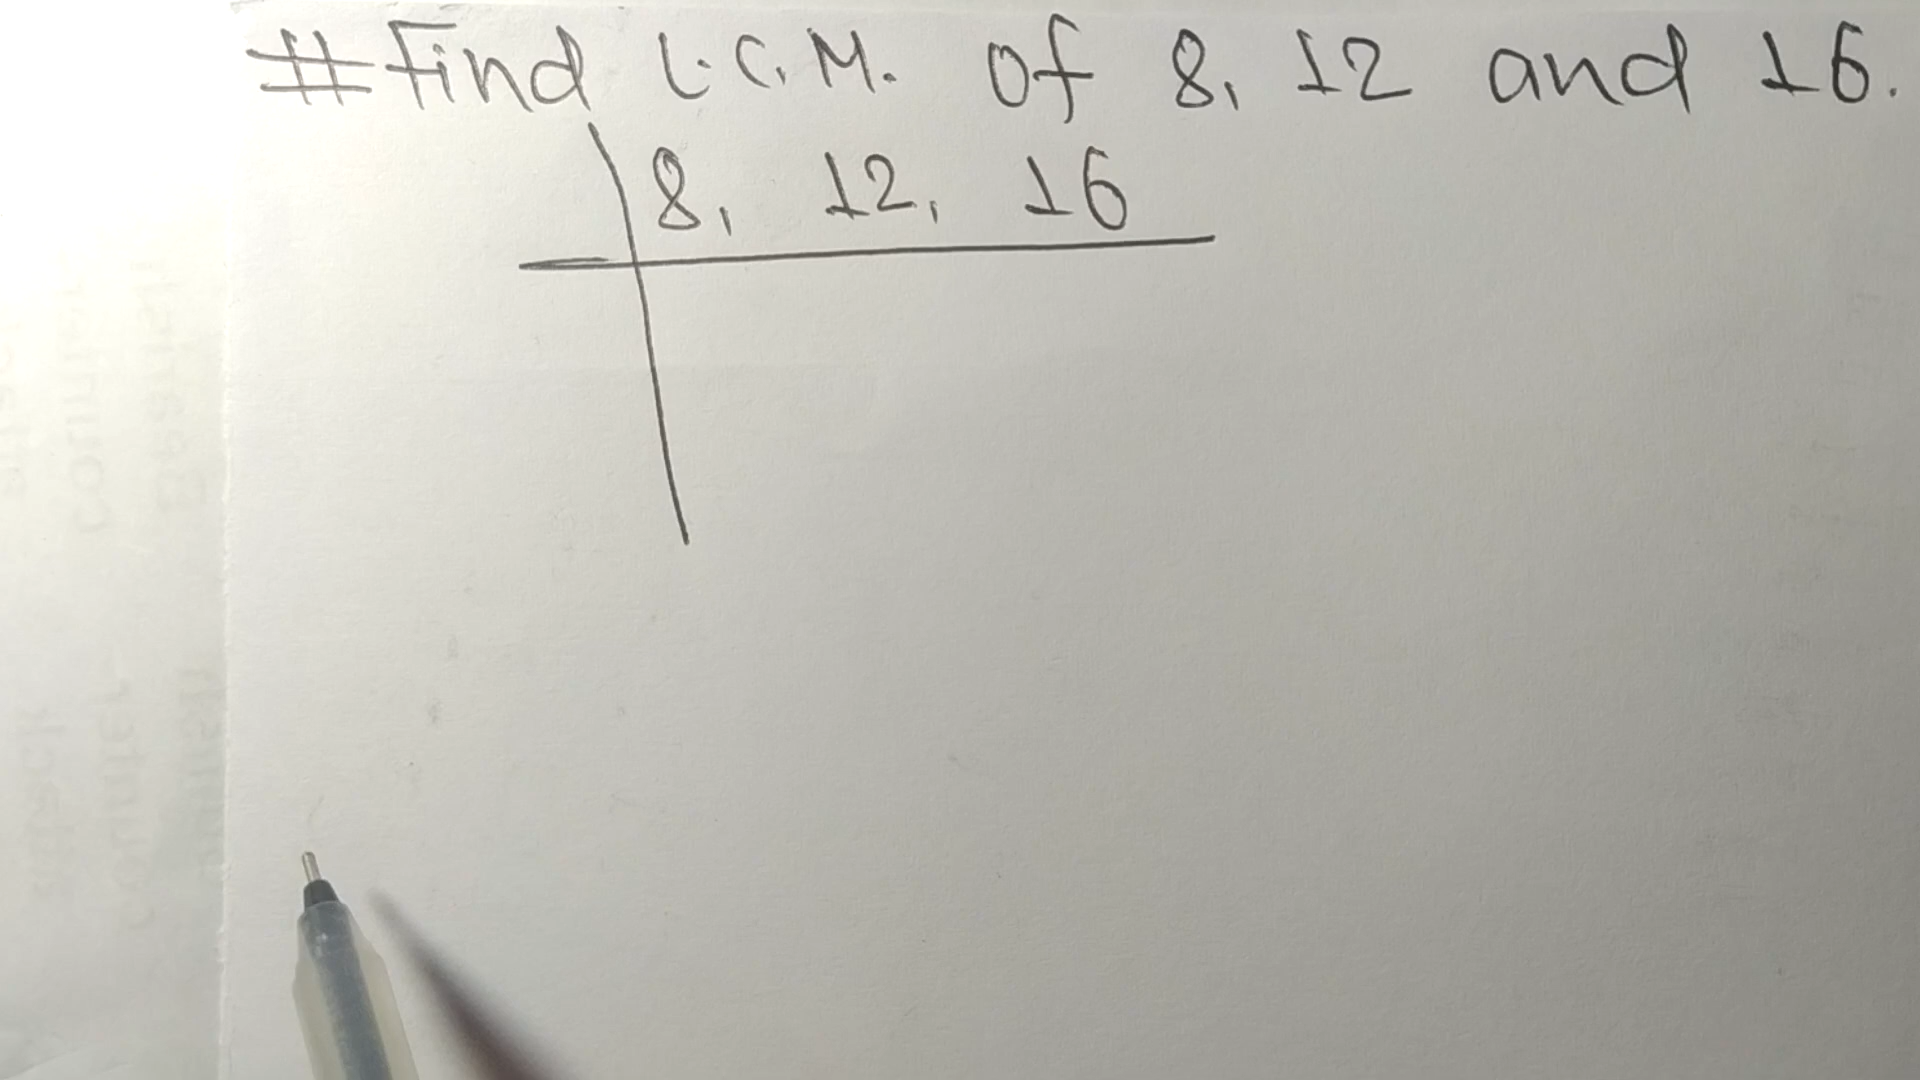 #Find L.C.M. of 8, 12 and 16.
8, 12, 16